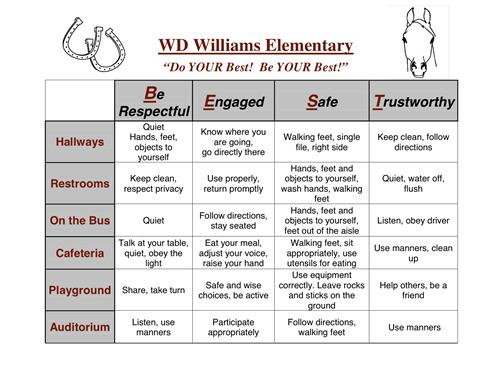 WD Williams Elementary
“Do YOUR Best!  Be YOUR Best!”
Be
Respectful
Engaged
Safe
Trustworthy
Hallways
Quiet
Hands, feet,
objects to
yourself
Know where you
are going,
go directly there
Walking feet, single
file, right side
Keep clean, follow
directions
Restrooms
Keep clean,
respect privacy
Use properly,
return promptly
Hands, feet and
objects to yourself,
wash hands, walking
feet
Quiet, water off,
flush
On the Bus
Quiet
Follow directions,
stay seated
Hands, feet and
objects to yourself,
feet out of the aisle
Listen, obey driver
Cafeteria
Talk at your table,
quiet, obey the
light
Eat your meal,
adjust your voice,
raise your hand
Walking feet, sit
appropriately, use
utensils for eating
Use manners, clean
up
Playground
Share, take turn
Safe and wise
choices, be active
Use equipment
correctly. Leave rocks
and sticks on the
ground
Help others, be a
friend
Auditorium
Listen, use
manners
Participate
appropriately
Follow directions,
walking feet
Use manners